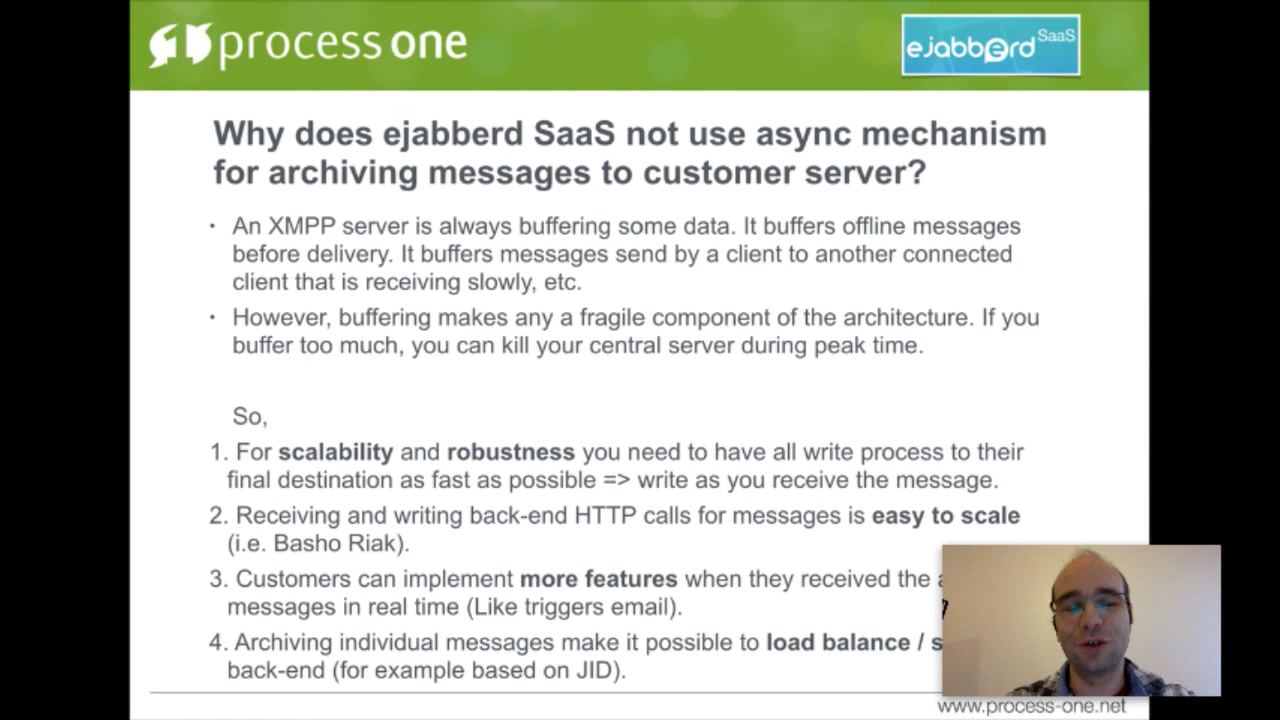 process one
ejabberd SaaS
Why does ejabberd SaaS not use async mechanism
for archiving messages to customer server?
• An XMPP server is always buffering some data. It buffers offline messages
before delivery. It buffers messages send by a client to another connected
client that is receiving slowly, etc.
• However, buffering makes any a fragile component of the architecture. If you
buffer too much, you can kill your central server during peak time.
So,
1. For scalability and robustness you need to have all write process to their
final destination as fast as possible => write as you receive the message.
2. Receiving and writing back-end HTTP calls for messages is easy to scale
(i.e. Basho Riak).
3. Customers can implement more features when they received the
messages in real time (Like triggers email).
4. Archiving individual messages make it possible to load balance /
back-end (for example based on JID).
www.process-one.net